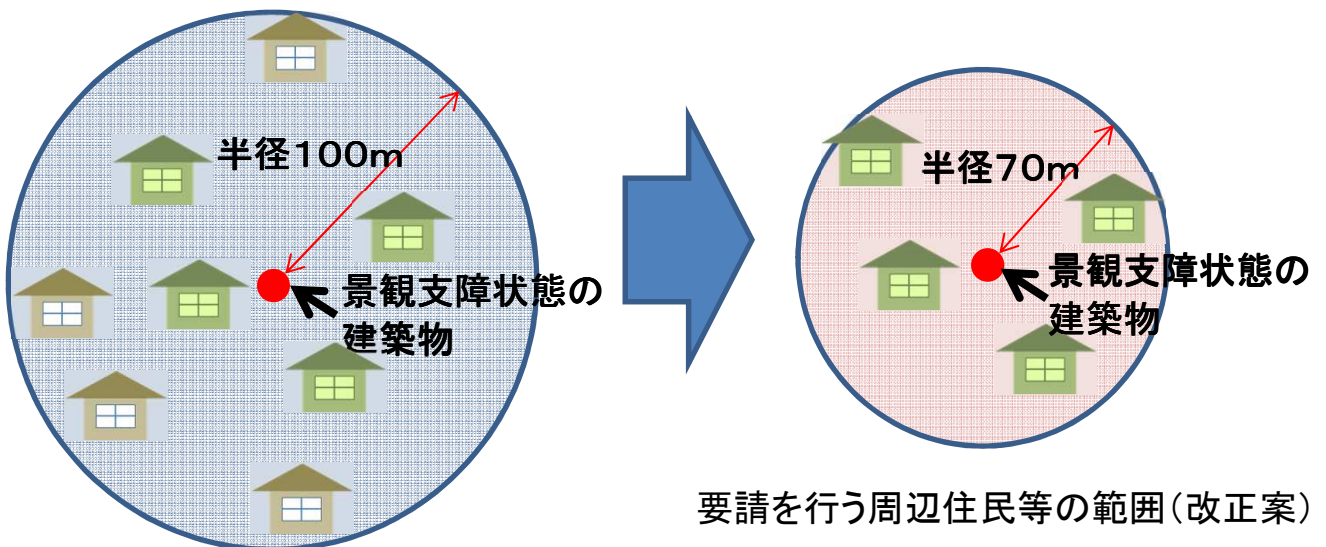 半径100m
景観支障状態の
建築物
半径70m
景観支障状態の
建築物
要請を行う周辺住民等の範囲(改正案)